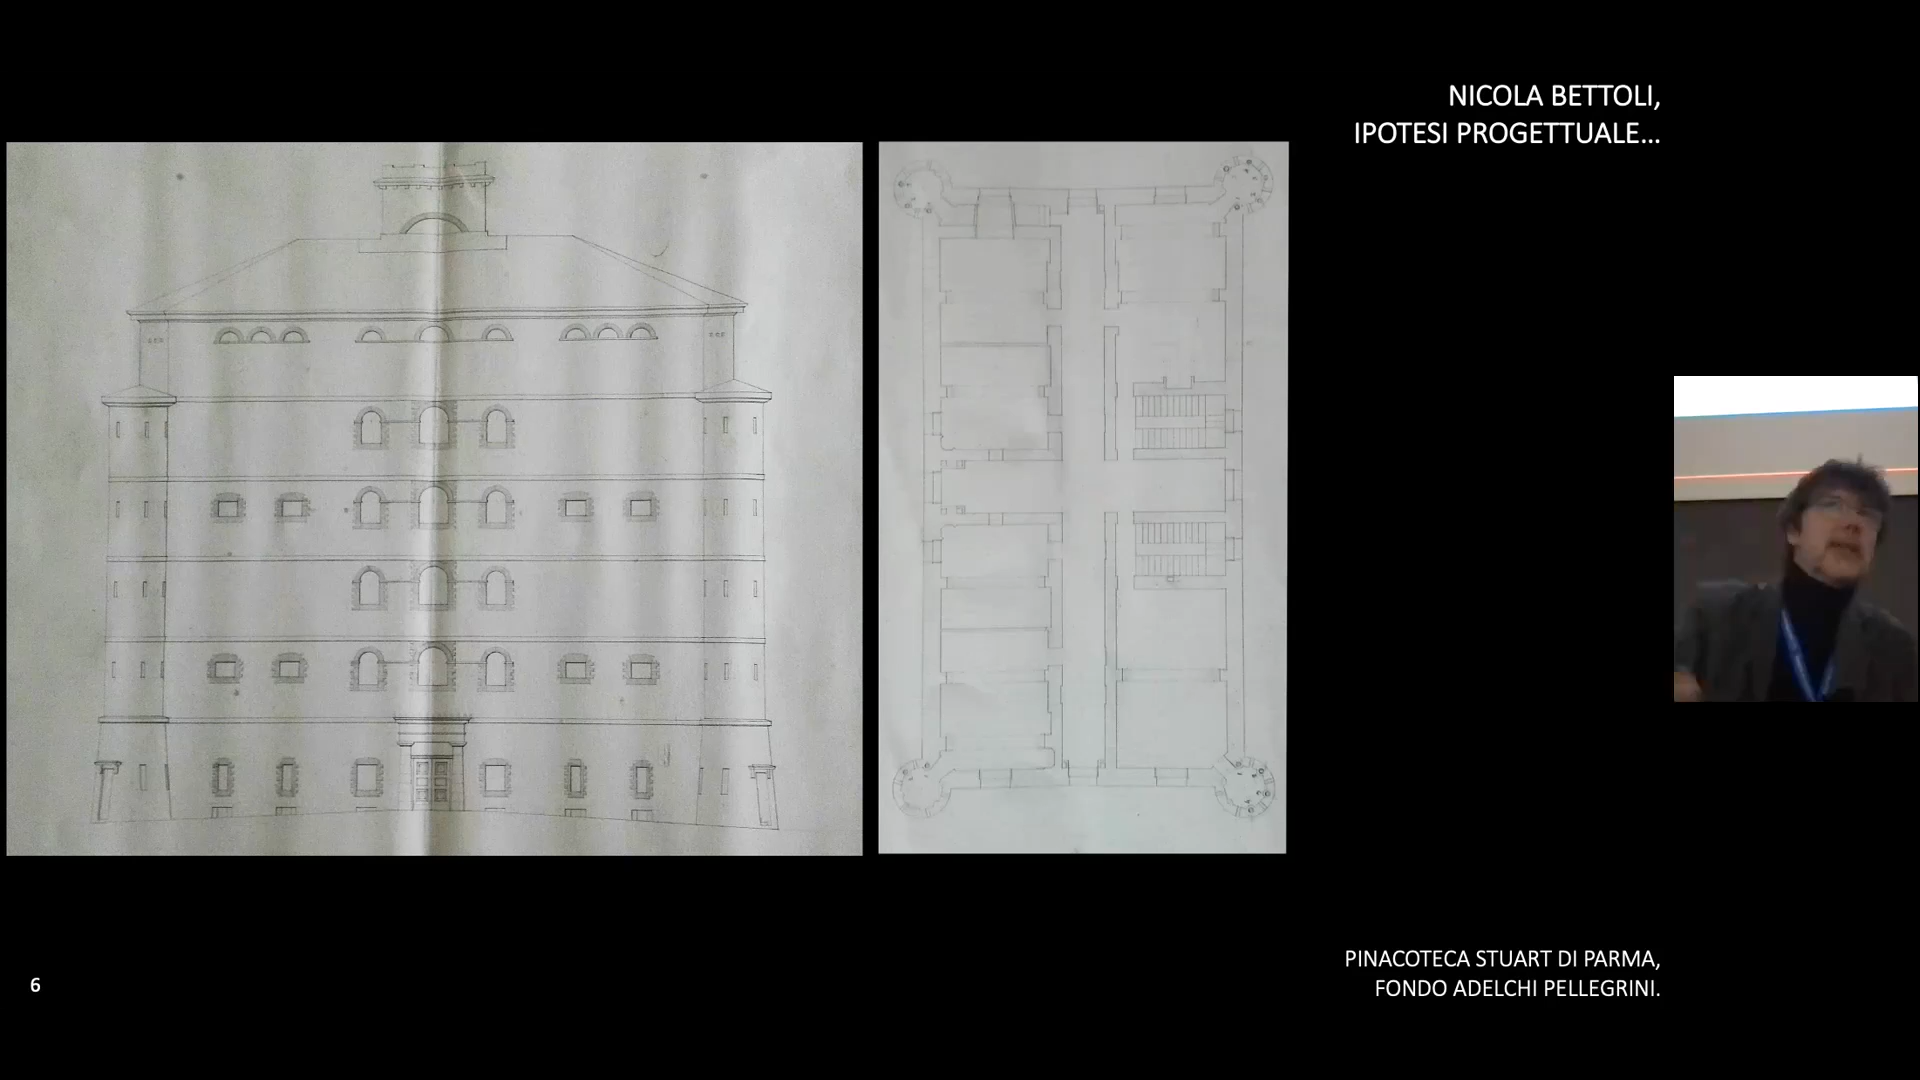 NICOLA BETTOLI,
IPOTESI PROGETTUALE...
PINACOTECA STUART DI PARMA,
FONDO ADELCHI PELLEGRINI.
6